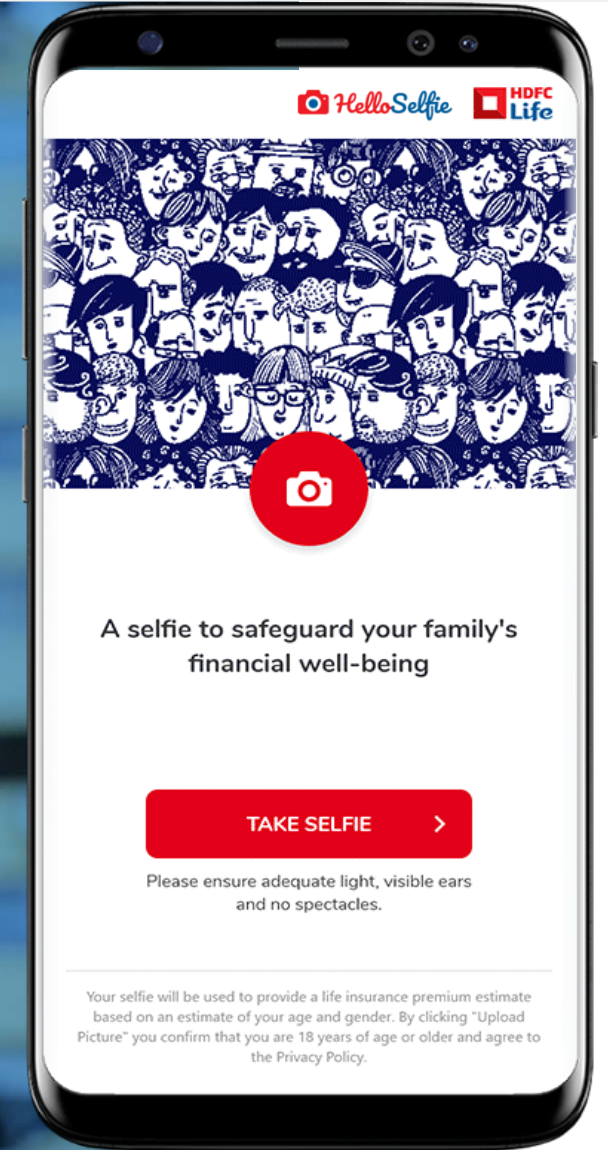 HelloSelfie
HDFC
Life
A selfie to safeguard your family's
financial well-being
TAKE SELFIE
Please ensure adequate light, visible ears
and no spectacles.
Your selfie will be used to provide a life insurance premium estimate
based on an estimate of your age and gender. By clicking "Upload
Picture" you confirm that you are 18 years of age or older and agree to
the Privacy Policy.